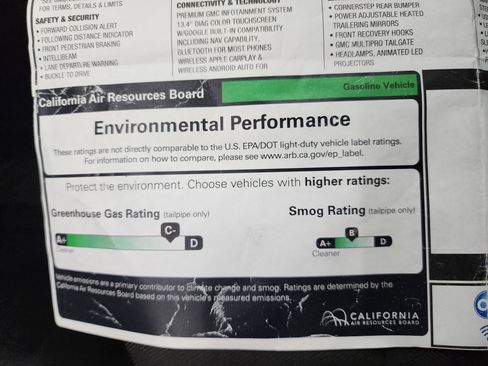 FOR TERMS, DETAILS & LIMITS
SAFETY & SECURITY
• FORWARD COLLISION ALERT
• FOLLOWING DISTANCE INDICATOR
• FRONT PEDESTRIAN BRAKING
• INTELLIBEAM
• LANE DEPARTURE WARNING
• BUCKLE TO DRIVE
CONNECTIVITY & TECHNOLOGY
PREMIUM GMC INFOTAINMENT SYSTEM
13.4" DIAG COLOR TOUCHSCREEN
W/GOOGLE BUILT-IN COMPATIBILITY
INCLUDING NAV CAPABILITY,
BLUETOOTH FOR MOST PHONES
WIRELESS APPLE CARPLAY &
WIRELESS ANDROID AUTO FOR
• CORNERSTEP REAR BUMPER
• POWER ADJUSTABLE HEATED
TRAILERING MIRRORS
• FRONT RECOVERY HOOKS
• GMC MULTIPRO TAILGATE
• HEADLAMPS, ANIMATED LED
PROJECTORS
California Air Resources Board
Gasoline Vehicle
Environmental Performance
These ratings are not directly comparable to the U.S. EPA/DOT light-duty vehicle label ratings.
For information on how to compare, please see www.arb.ca.gov/ep_label.
Protect the environment. Choose vehicles with higher ratings:
Greenhouse Gas Rating (tailpipe only)
C-
A+
D
Cleaner
Smog Rating (tailpipe only)
B
A+
D
Cleaner
Vehicle emissions are a primary contributor to climate change and smog. Ratings are determined by the
California Air Resources Board based on this vehicle's measured emissions.
CALIFORNIA
AIR RESOURCES BOARD